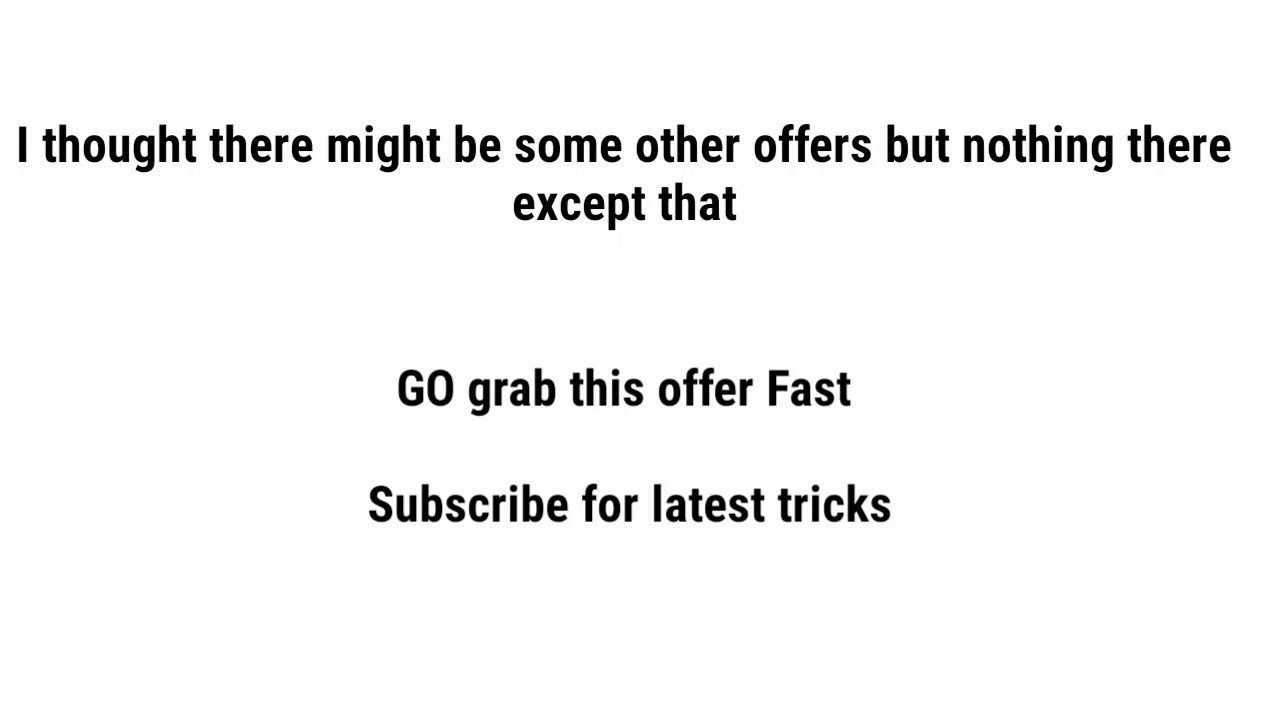 I thought there might be some other offers but nothing there
except that
GO grab this offer Fast
Subscribe for latest tricks